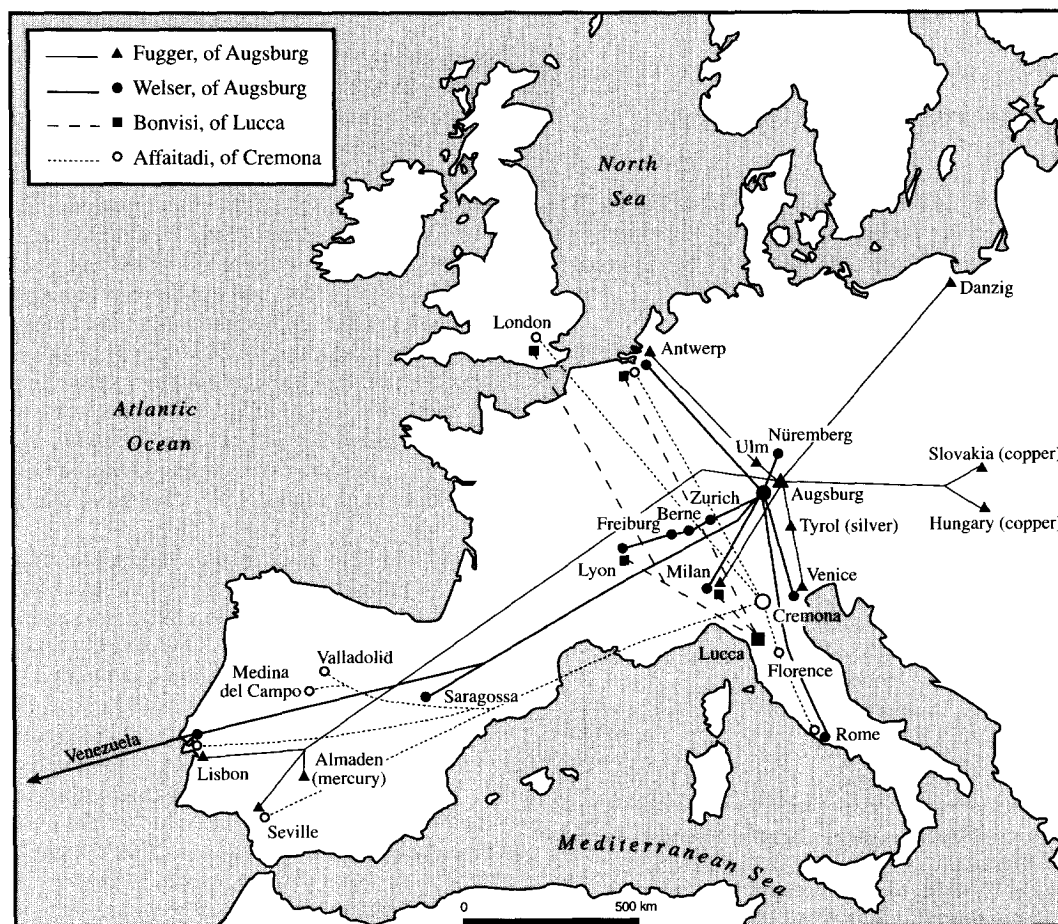 Fugger, of Augsburg
Welser, of Augsburg
Bonvisi, of Lucca
Affaitadi, of Cremona
North
Sea
Danzig
London
Antwerp
Atlantic
Ocean
Nüremberg
Ulm
Slovakia (copper)
Zurich
Augsburg
Berne
Freiburg
Tyrol (silver)
Hungary (copper)
Lyon
Milan
Venice
Cremona
Lucca
Valladolid
Florence
Medina
del Campo
Saragossa
Rome
Venezuela
Lisbon
Almaden
(mercury)
Seville
Mediterranean Sea
0 500 km